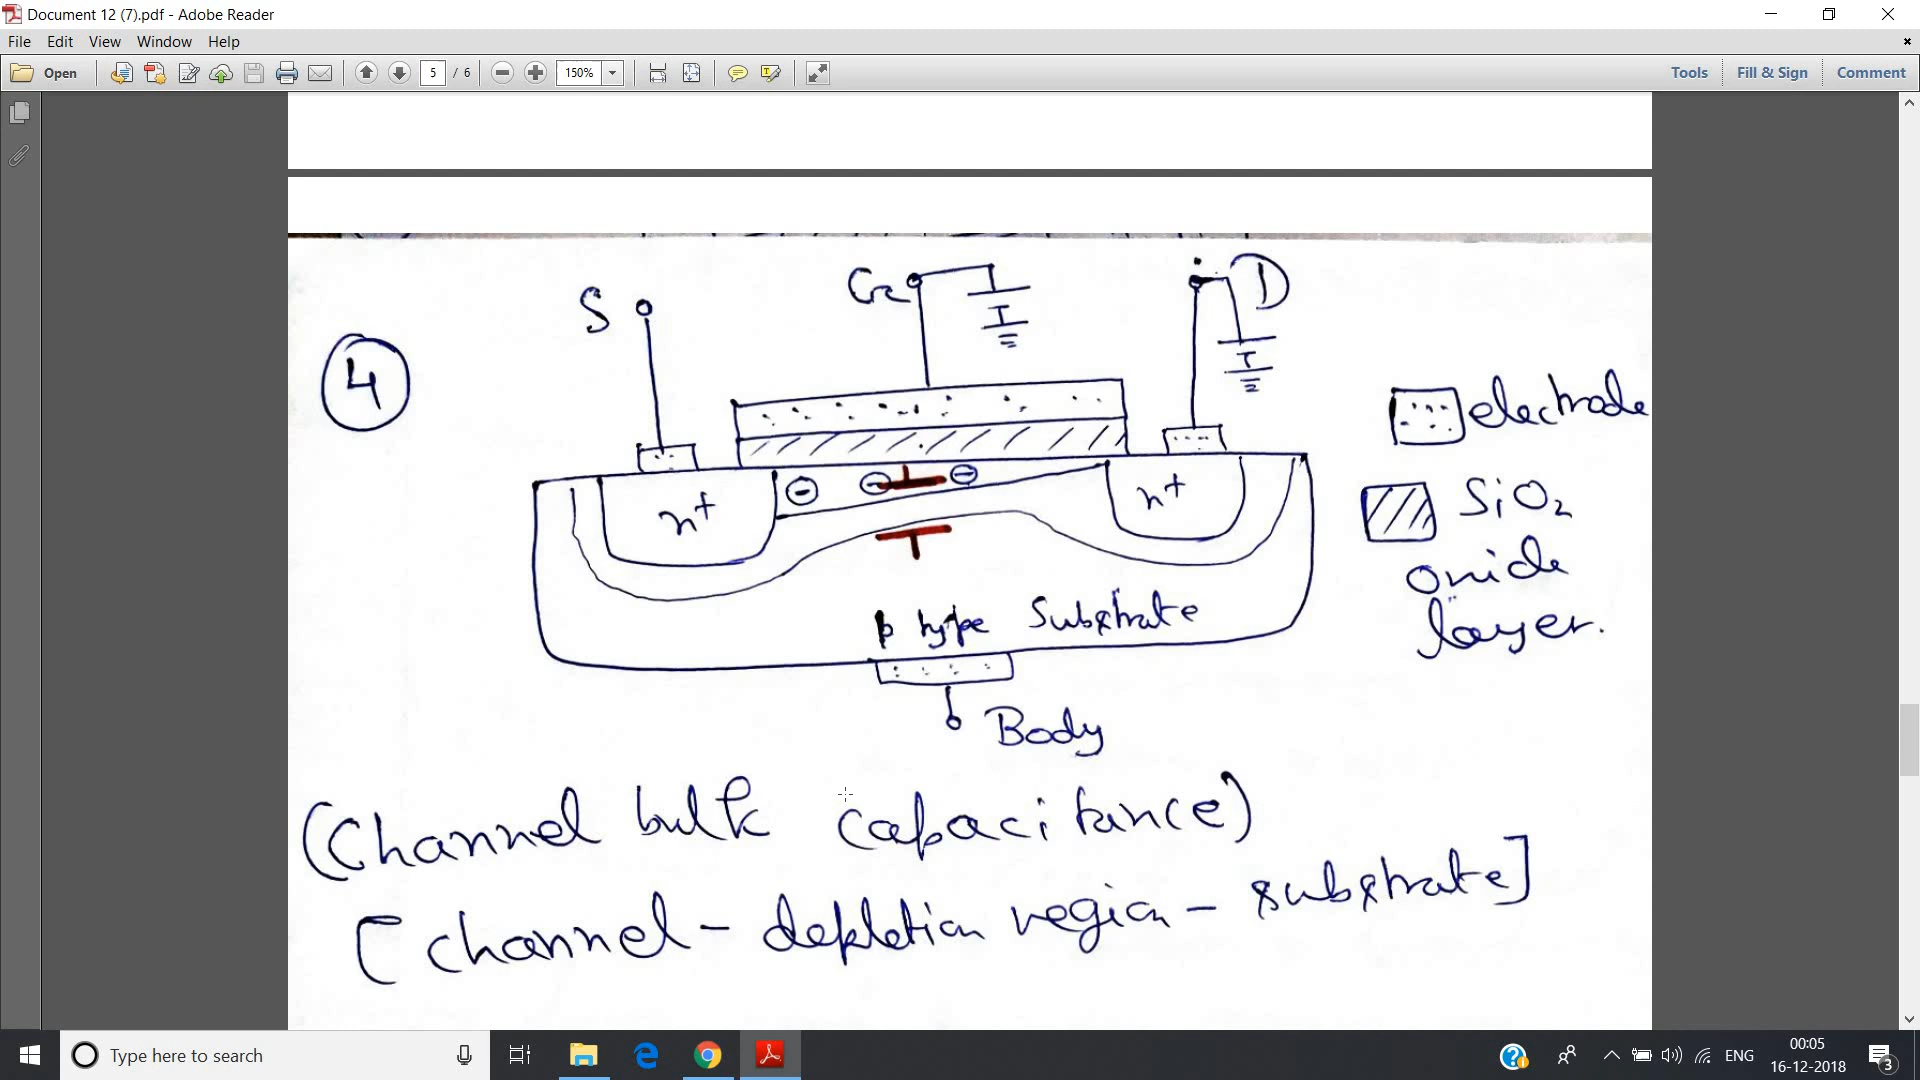 Document 12 (7).pdf - Adobe Reader
File Edit View Window Help
Open 5 / 6 150% Tools Fill & Sign Comment
S G D
4
electrode
n+ n+
SiO2
oxide
layer.
p type Substrate
Body
(Channel bulk capacitance)
[channel - depletion region - substrate]
Type here to search
ENG
00:05
16-12-2018
3